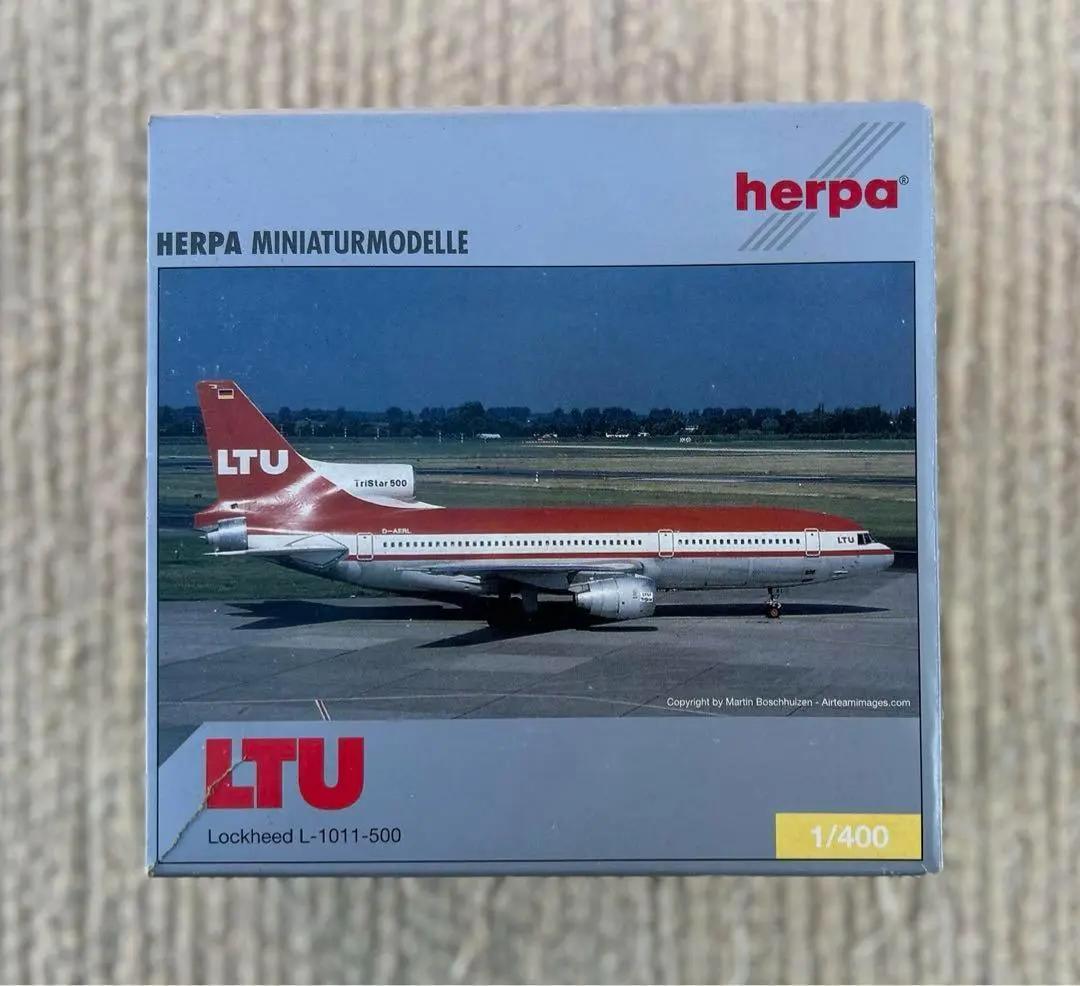 herpa®
HERPA MINIATURMODELLE
LTU
TriStar 500
D-AERL
LTU
Copyright by Martin Boschhuizen - Airteamimages.com
LTU
Lockheed L-1011-500
1/400